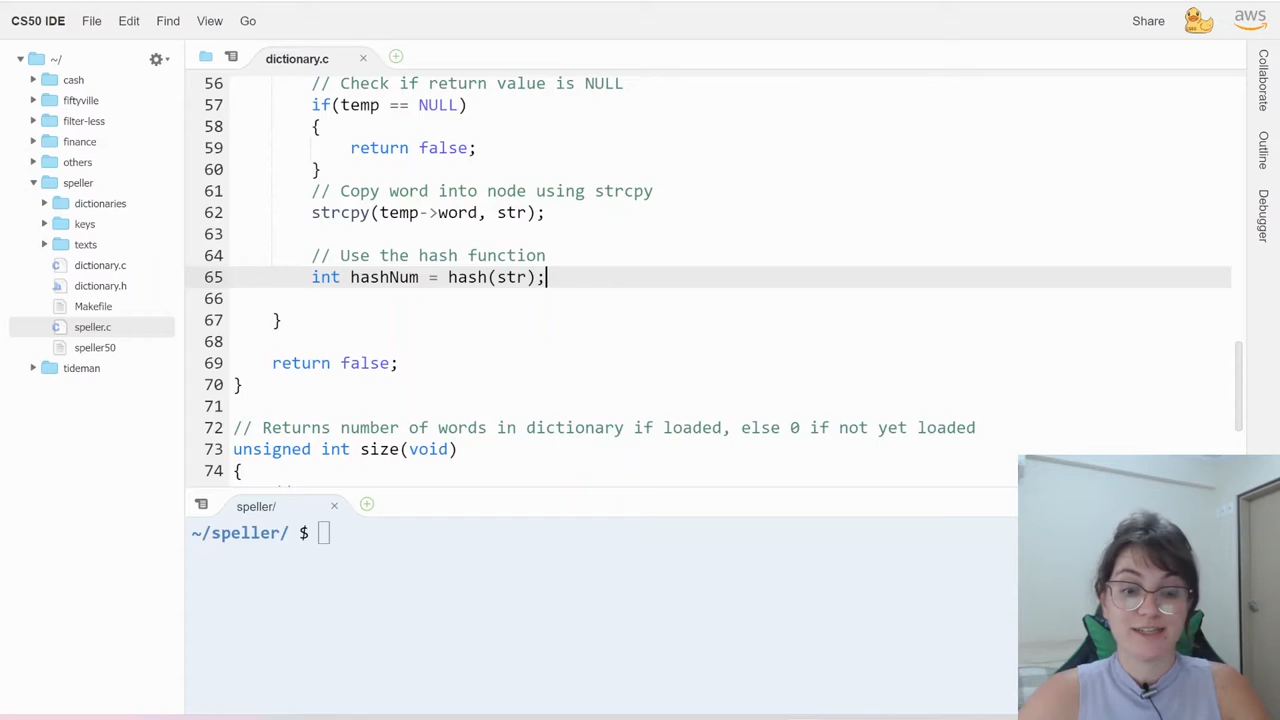 CS50 IDE File Edit Find View Go Share aws
~/
cash
fiftyville
filter-less
finance
others
speller
dictionaries
keys
texts
dictionary.c
dictionary.h
Makefile
speller.c
speller50
tideman
dictionary.c
56 // Check if return value is NULL
57 if(temp == NULL)
58 {
59 return false;
60 }
61 // Copy word into node using strcpy
62 strcpy(temp->word, str);
63
64 // Use the hash function
65 int hashNum = hash(str);
66
67 }
68
69 return false;
70 }
71
72 // Returns number of words in dictionary if loaded, else 0 if not yet loaded
73 unsigned int size(void)
74 {
speller/
~/speller/ $
Collaborate
Outline
Debugger